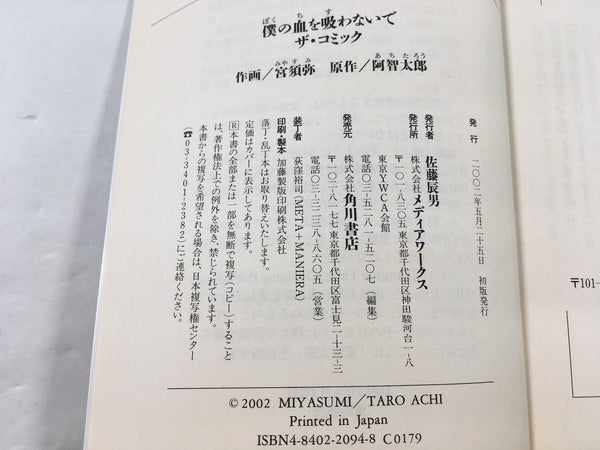 ぼく ち す
僕の血を吸わないで
ザ・コミック
みやすみ あちたろう
作画／宮須弥 原作／阿智太郎
発行 二〇〇二年五月二十五日 初版発行
発行者 佐藤辰男
発行所 株式会社メディアワークス
〒一〇一-八三〇五 東京都千代田区神田駿河台一-八
東京YWCA会館
電話〇三-五二八一-五二〇七（編集）
発売元 株式会社角川書店
〒一〇二-八一七七 東京都千代田区富士見二-十三-三
電話〇三-三二三八-八六〇五（営業）
装丁者 荻窪裕司（META+MANIERA）
印刷・製本 加藤製版印刷株式会社
落丁・乱丁本はお取り替えいたします。
定価はカバーに表示してあります。
Ⓡ本書の全部または一部を無断で複写（コピー）すること
は、著作権法上での例外を除き、禁じられています。
本書からの複写を希望される場合は、日本複写権センター
（☎03-3401-2382）にご連絡ください。
© 2002 MIYASUMI／TARO ACHI
Printed in Japan
ISBN4-8402-2094-8 C0179
〒101-